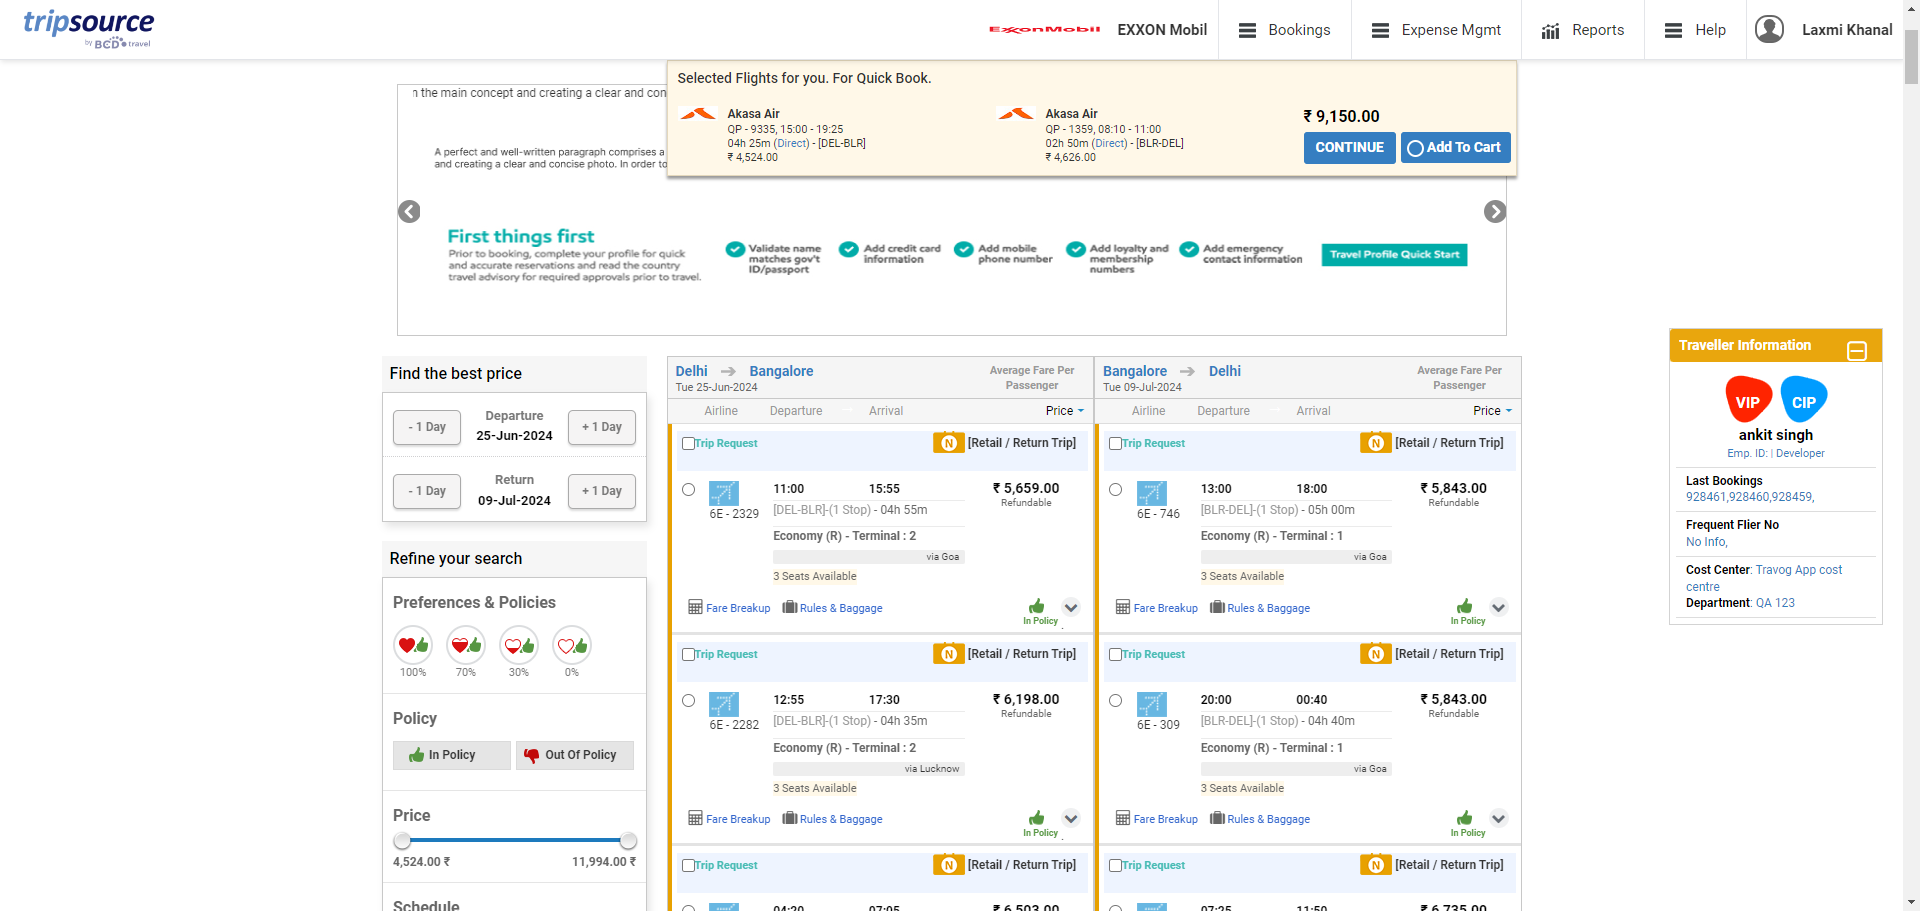 tripsource
by BCD travel
ExxonMobil
EXXON Mobil
Bookings
Expense Mgmt
Reports
Help
Laxmi Khanal
Selected Flights for you. For Quick Book.
Akasa Air
QP - 9335, 15:00 - 19:25
04h 25m (Direct) - [DEL-BLR]
₹ 4,524.00
Akasa Air
QP - 1359, 08:10 - 11:00
02h 50m (Direct) - [BLR-DEL]
₹ 4,626.00
₹ 9,150.00
CONTINUE
Add To Cart
n the main concept and creating a clear and con
A perfect and well-written paragraph comprises a
and creating a clear and concise photo. In order to
First things first
Prior to booking, complete your profile for quick
and accurate reservations and read the country
travel advisory for required approvals prior to travel.
Validate name
matches gov't
ID/passport
Add credit card
information
Add mobile
phone number
Add loyalty and
membership
numbers
Add emergency
contact information
Travel Profile Quick Start
Find the best price
- 1 Day
Departure
25-Jun-2024
+ 1 Day
- 1 Day
Return
09-Jul-2024
+ 1 Day
Refine your search
Preferences & Policies
100%
70%
30%
0%
Policy
In Policy
Out Of Policy
Price
4,524.00 ₹
11,994.00 ₹
Schedule
Delhi
Bangalore
Tue 25-Jun-2024
Average Fare Per
Passenger
Airline
Departure
Arrival
Price
Trip Request
N
[Retail / Return Trip]
11:00
15:55
₹ 5,659.00
Refundable
6E - 2329
[DEL-BLR]-(1 Stop) - 04h 55m
Economy (R) - Terminal : 2
via Goa
3 Seats Available
Fare Breakup
Rules & Baggage
In Policy
Trip Request
N
[Retail / Return Trip]
12:55
17:30
₹ 6,198.00
Refundable
6E - 2282
[DEL-BLR]-(1 Stop) - 04h 35m
Economy (R) - Terminal : 2
via Lucknow
3 Seats Available
Fare Breakup
Rules & Baggage
In Policy
Trip Request
N
[Retail / Return Trip]
04:20
07:05
₹ 6,503.00
Bangalore
Delhi
Tue 09-Jul-2024
Average Fare Per
Passenger
Airline
Departure
Arrival
Price
Trip Request
N
[Retail / Return Trip]
13:00
18:00
₹ 5,843.00
Refundable
6E - 746
[BLR-DEL]-(1 Stop) - 05h 00m
Economy (R) - Terminal : 1
via Goa
3 Seats Available
Fare Breakup
Rules & Baggage
In Policy
Trip Request
N
[Retail / Return Trip]
20:00
00:40
₹ 5,843.00
Refundable
6E - 309
[BLR-DEL]-(1 Stop) - 04h 40m
Economy (R) - Terminal : 1
via Goa
3 Seats Available
Fare Breakup
Rules & Baggage
In Policy
Trip Request
N
[Retail / Return Trip]
07:25
11:50
₹ 6,735.00
Traveller Information
VIP
CIP
ankit singh
Emp. ID: | Developer
Last Bookings
928461,928460,928459,
Frequent Flier No
No Info,
Cost Center: Travog App cost
centre
Department: QA 123